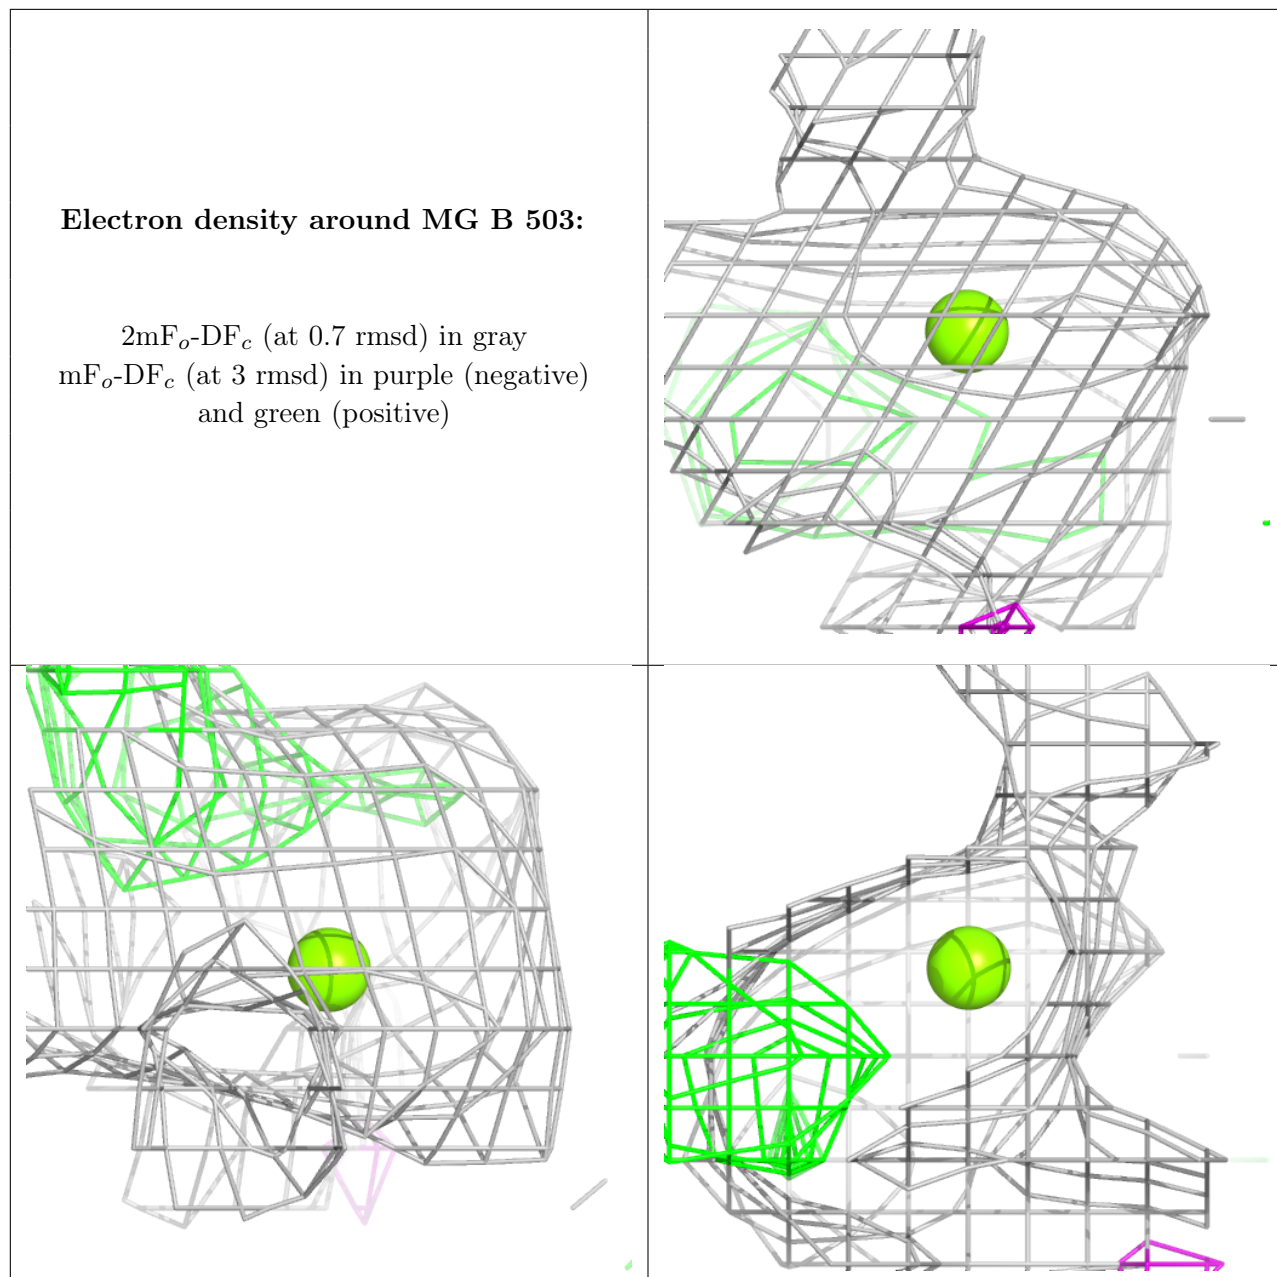 Electron density around MG B 503:
2mFo-DFc (at 0.7 rmsd) in gray
mFo-DFc (at 3 rmsd) in purple (negative)
and green (positive)